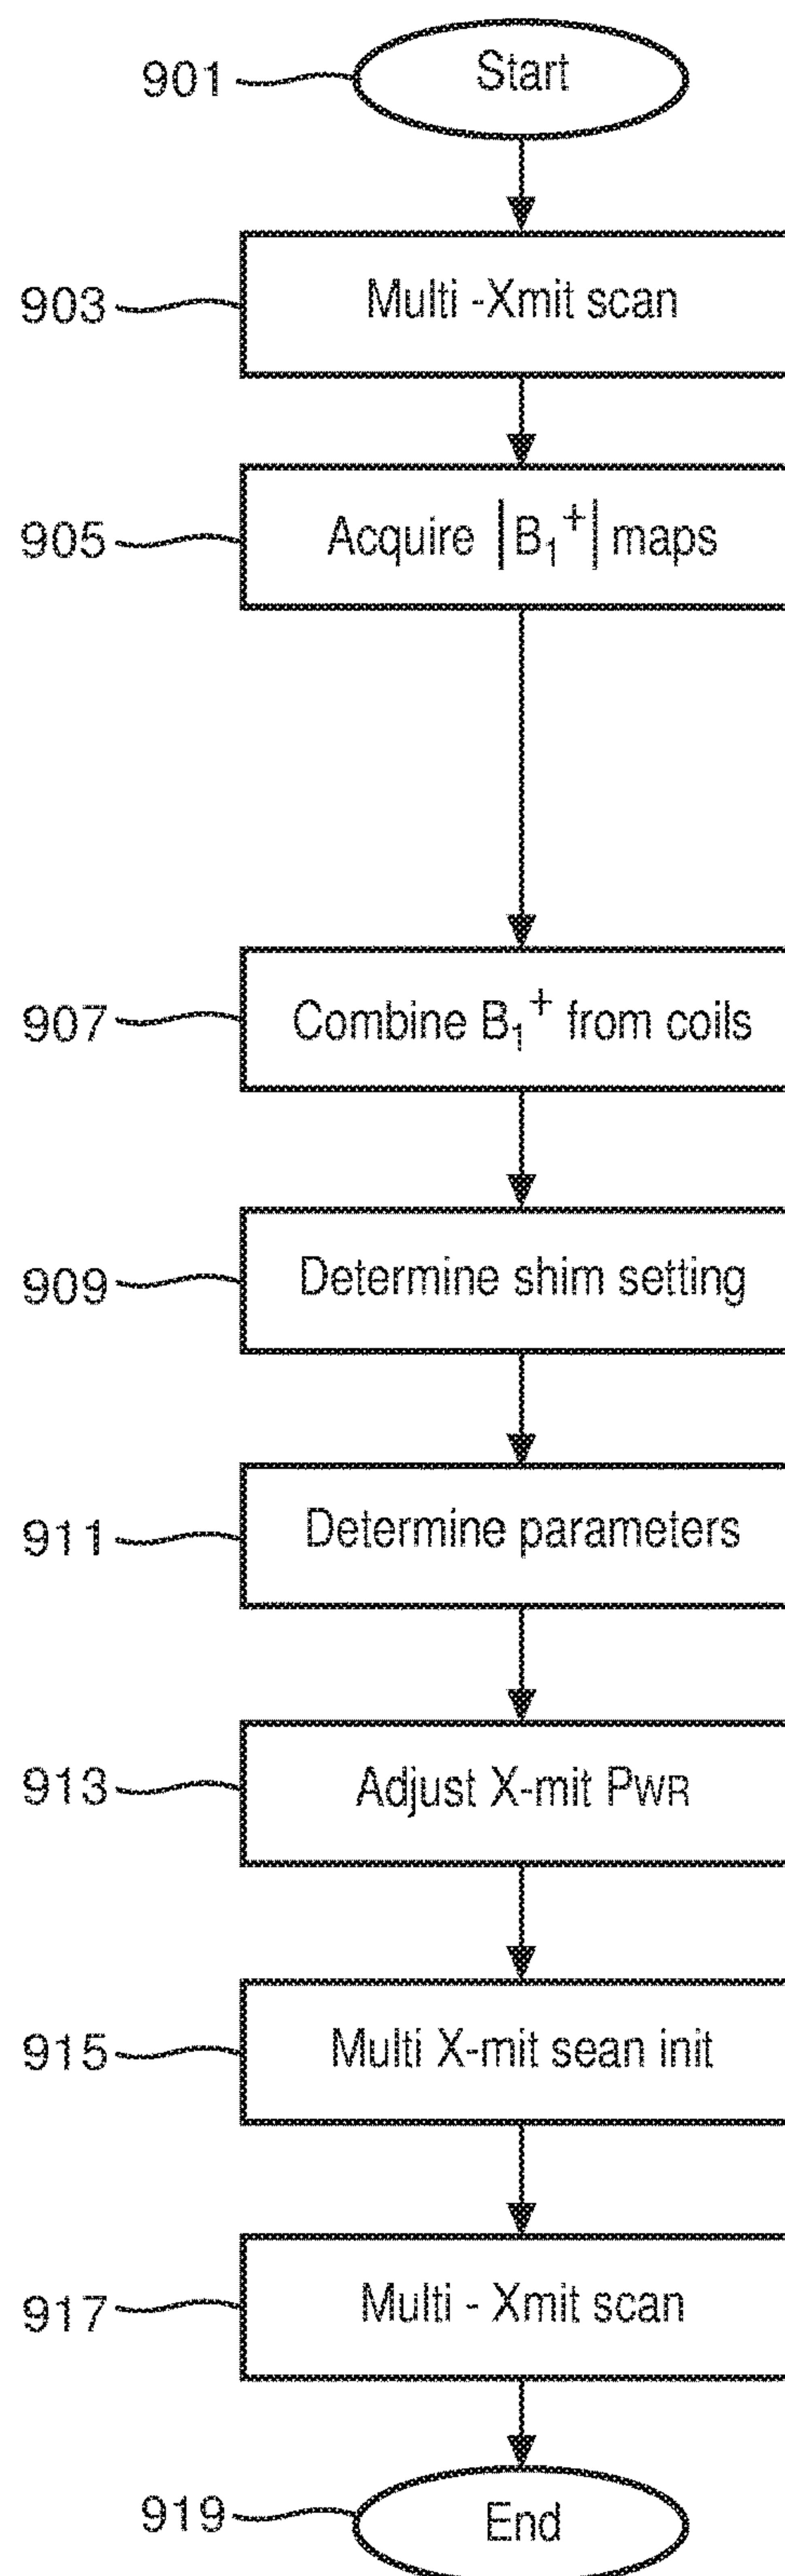 901 Start
903 Multi -Xmit scan
905 Acquire |B₁⁺| maps
907 Combine B₁⁺ from coils
909 Determine shim setting
911 Determine parameters
913 Adjust X-mit PWR
915 Multi X-mit sean init
917 Multi - Xmit scan
919 End